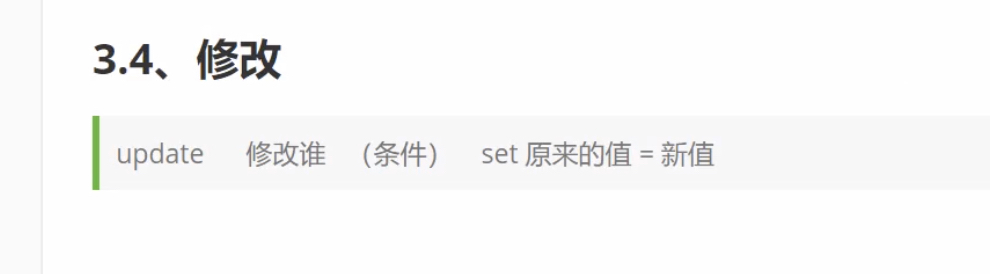 3.4、修改
update 修改谁 （条件） set 原来的值 = 新值